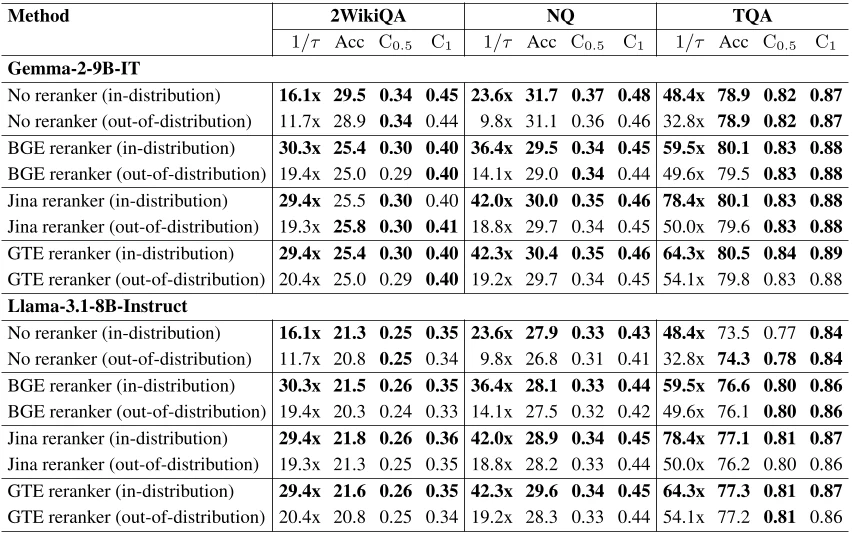 Method 2WikiQA NQ TQA
1/τ Acc C0.5 C1 1/τ Acc C0.5 C1 1/τ Acc C0.5 C1
Gemma-2-9B-IT
No reranker (in-distribution) 16.1x 29.5 0.34 0.45 23.6x 31.7 0.37 0.48 48.4x 78.9 0.82 0.87
No reranker (out-of-distribution) 11.7x 28.9 0.34 0.44 9.8x 31.1 0.36 0.46 32.8x 78.9 0.82 0.87
BGE reranker (in-distribution) 30.3x 25.4 0.30 0.40 36.4x 29.5 0.34 0.45 59.5x 80.1 0.83 0.88
BGE reranker (out-of-distribution) 19.4x 25.0 0.29 0.40 14.1x 29.0 0.34 0.44 49.6x 79.5 0.83 0.88
Jina reranker (in-distribution) 29.4x 25.5 0.30 0.40 42.0x 30.0 0.35 0.46 78.4x 80.1 0.83 0.88
Jina reranker (out-of-distribution) 19.3x 25.8 0.30 0.41 18.8x 29.7 0.34 0.45 50.0x 79.6 0.83 0.88
GTE reranker (in-distribution) 29.4x 25.4 0.30 0.40 42.3x 30.4 0.35 0.46 64.3x 80.5 0.84 0.89
GTE reranker (out-of-distribution) 20.4x 25.0 0.29 0.40 19.2x 29.7 0.34 0.45 54.1x 79.8 0.83 0.88
Llama-3.1-8B-Instruct
No reranker (in-distribution) 16.1x 21.3 0.25 0.35 23.6x 27.9 0.33 0.43 48.4x 73.5 0.77 0.84
No reranker (out-of-distribution) 11.7x 20.8 0.25 0.34 9.8x 26.8 0.31 0.41 32.8x 74.3 0.78 0.84
BGE reranker (in-distribution) 30.3x 21.5 0.26 0.35 36.4x 28.1 0.33 0.44 59.5x 76.6 0.80 0.86
BGE reranker (out-of-distribution) 19.4x 20.3 0.24 0.33 14.1x 27.5 0.32 0.42 49.6x 76.1 0.80 0.86
Jina reranker (in-distribution) 29.4x 21.8 0.26 0.36 42.0x 28.9 0.34 0.45 78.4x 77.1 0.81 0.87
Jina reranker (out-of-distribution) 19.3x 21.3 0.25 0.35 18.8x 28.2 0.33 0.44 50.0x 76.2 0.80 0.86
GTE reranker (in-distribution) 29.4x 21.6 0.26 0.35 42.3x 29.6 0.34 0.45 64.3x 77.3 0.81 0.87
GTE reranker (out-of-distribution) 20.4x 20.8 0.25 0.34 19.2x 28.3 0.33 0.44 54.1x 77.2 0.81 0.86